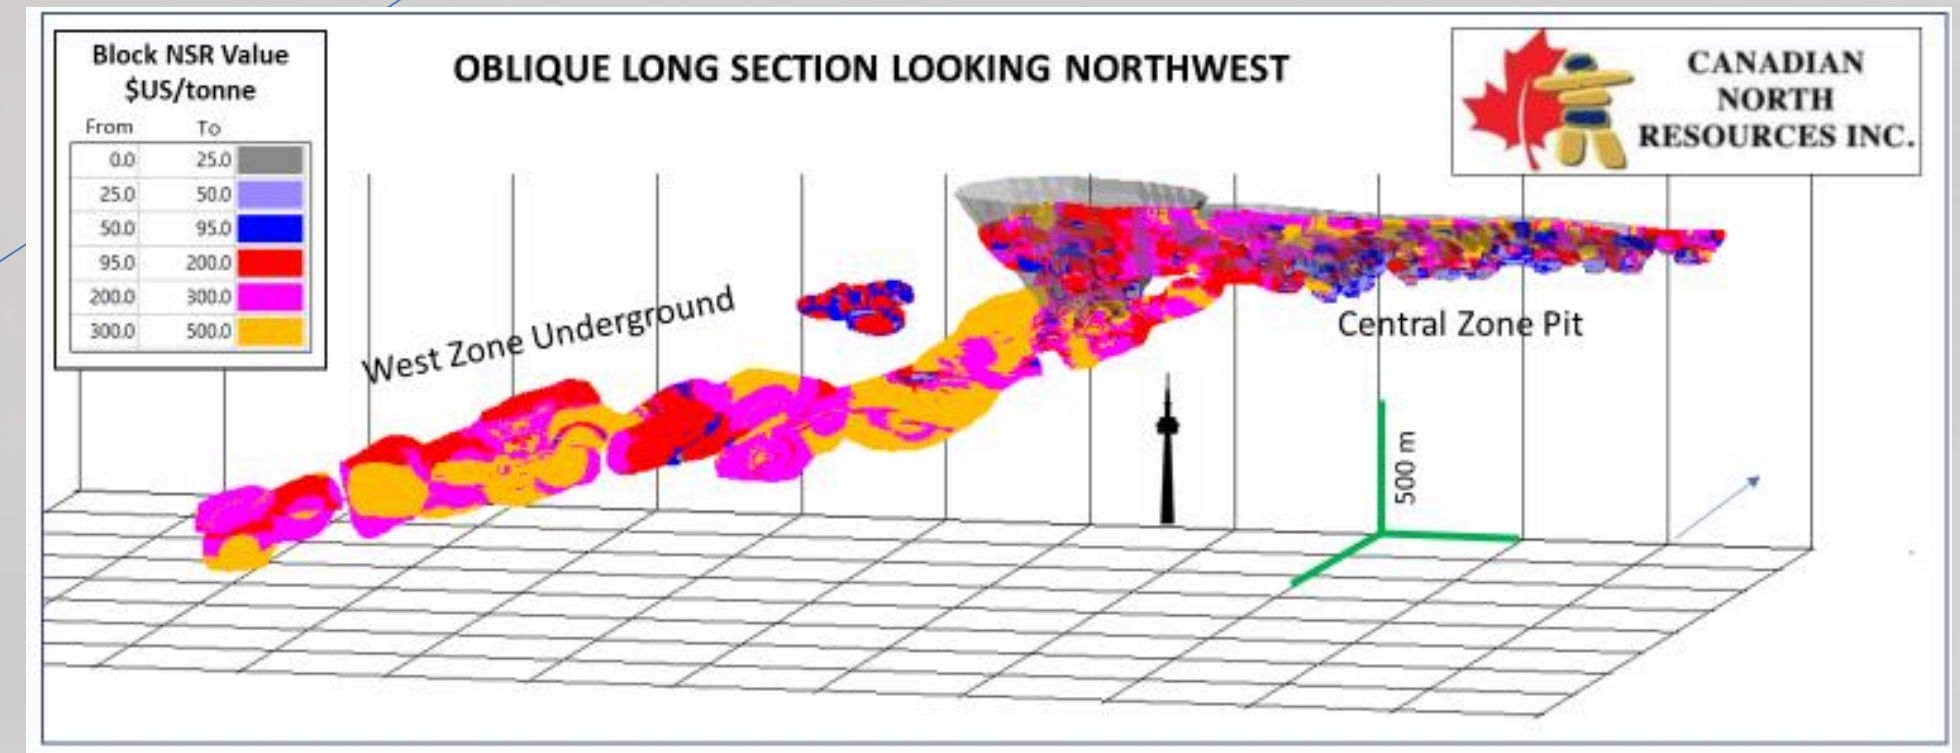 Block NSR Value
$US/tonne
From To
0.0 25.0
25.0 50.0
50.0 95.0
95.0 200.0
200.0 300.0
300.0 500.0
OBLIQUE LONG SECTION LOOKING NORTHWEST
CANADIAN
NORTH
RESOURCES INC.
West Zone Underground
Central Zone Pit
500 m